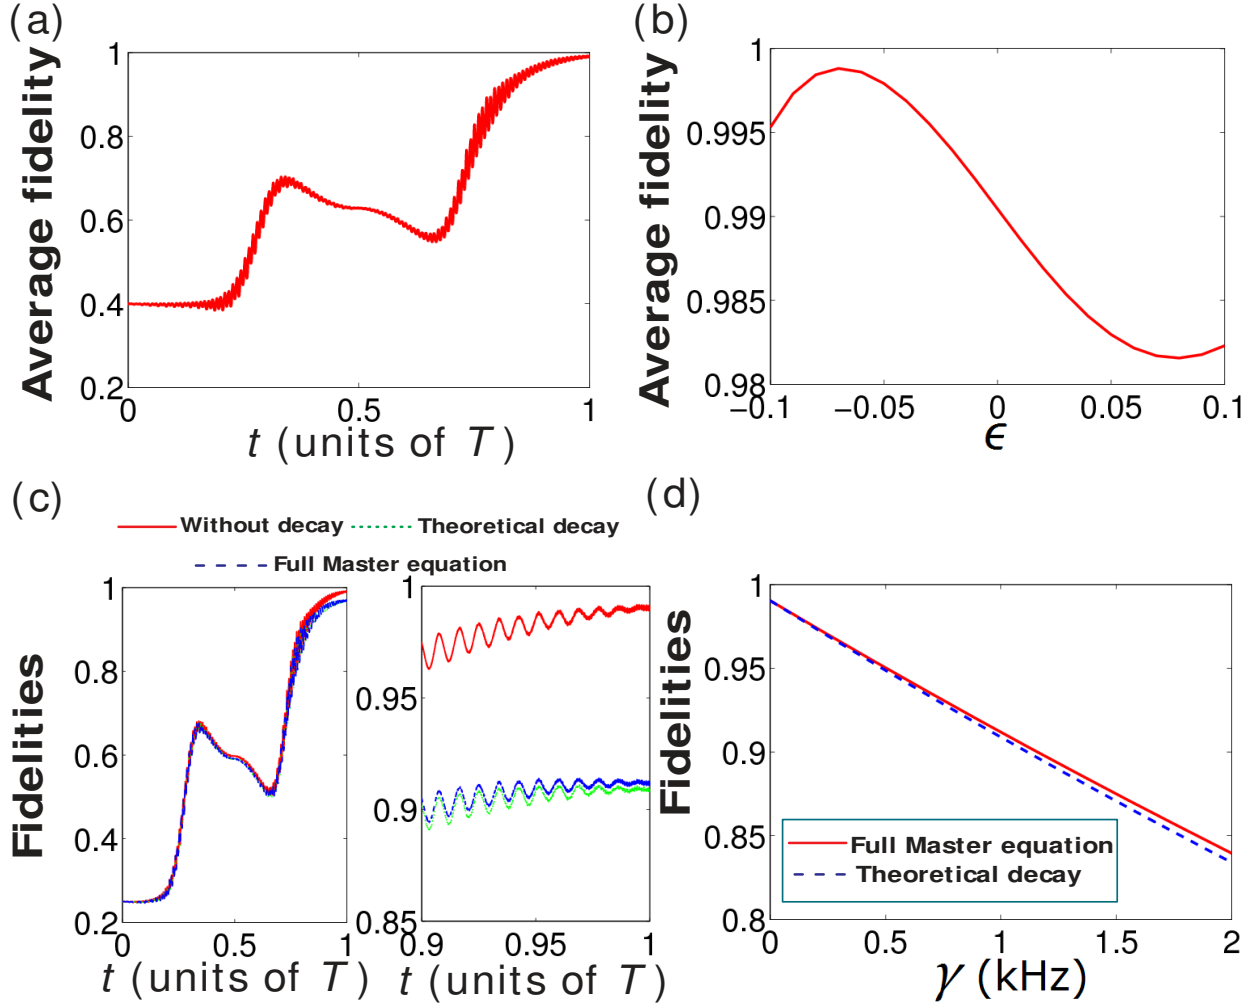 (a)
Average fidelity
1
0.8
0.6
0.4
0.2
0
0.5
1
t (units of T)
(b)
Average fidelity
1
0.995
0.99
0.985
0.98
−0.1
−0.05
0
0.05
0.1
ϵ
(c)
Without decay
Theoretical decay
Full Master equation
Fidelities
1
0.8
0.6
0.4
0.2
0
0.5
1
t (units of T)
1
0.95
0.9
0.85
0.9
0.95
1
t (units of T)
(d)
Fidelities
1
0.95
0.9
0.85
0.8
Full Master equation
Theoretical decay
0
0.5
1
1.5
2
γ (kHz)